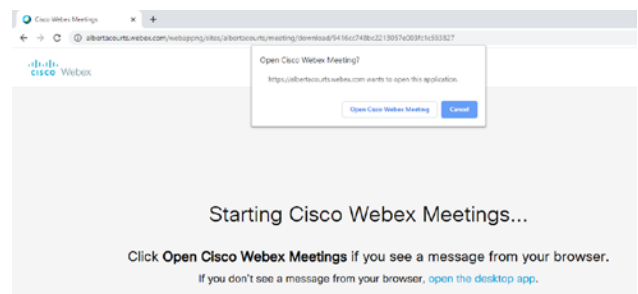 Cisco Webex Meetings
albertacourts.webex.com/webappng/sites/albertacourts/meeting/download/
cisco Webex
Open Cisco Webex Meeting?
https://albertacourts.webex.com wants to open this application.
Open Cisco Webex Meeting Cancel
Starting Cisco Webex Meetings...
Click Open Cisco Webex Meetings if you see a message from your browser.
If you don't see a message from your browser, open the desktop app.